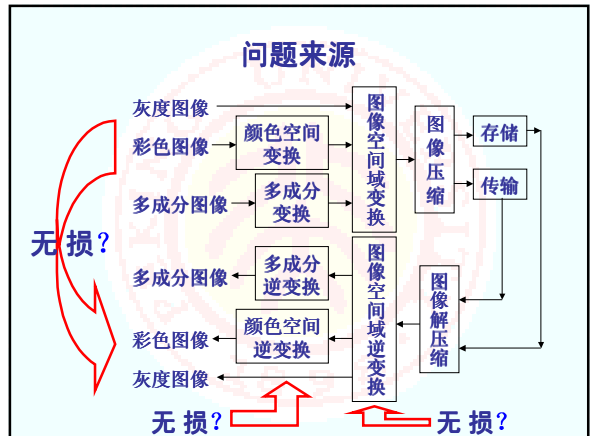 问题来源
灰度图像
彩色图像
颜色空间
变换
多成分图像
多成分
变换
图像空间域变换
图像压缩
存储
传输
无损？
多成分图像
多成分
逆变换
彩色图像
颜色空间
逆变换
灰度图像
图像空间域逆变换
图像解压缩
无损？
无损？